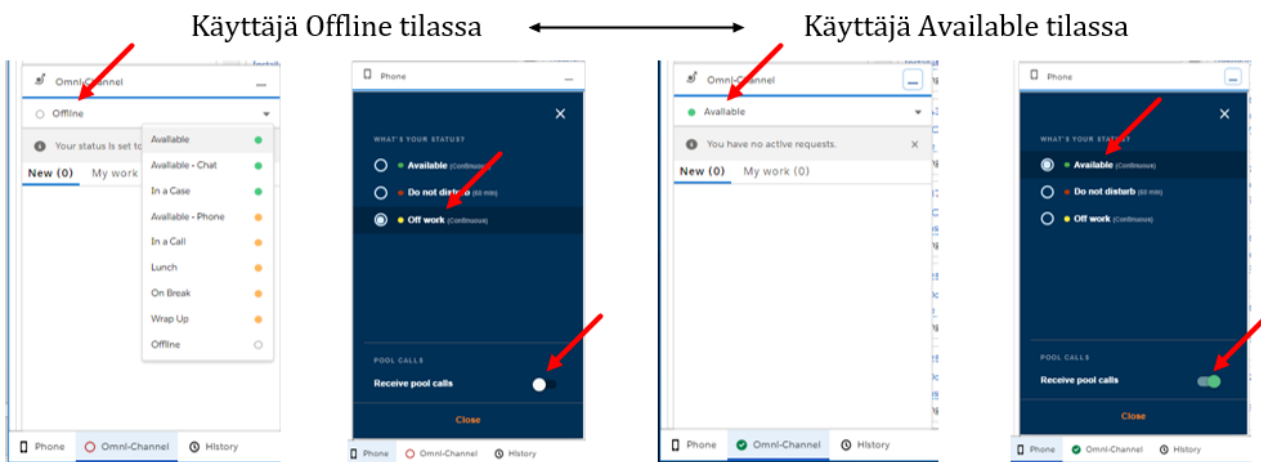 Käyttäjä Offline tilassa
Käyttäjä Available tilassa
Omni-Channel
Offline
Your status is set to
New (0) My work
Available
Available - Chat
In a Case
Available - Phone
In a Call
Lunch
On Break
Wrap Up
Offline
Phone Omni-Channel History
Phone
WHAT'S YOUR STATUS?
Available (Continuous)
Do not disturb (60 min)
Off work (Continuous)
POOL CALLS
Receive pool calls
Close
Phone Omni-Channel History
Omni-Channel
Available
You have no active requests.
New (0) My work (0)
Phone Omni-Channel History
Phone
WHAT'S YOUR STATUS?
Available (Continuous)
Do not disturb (60 min)
Off work (Continuous)
POOL CALLS
Receive pool calls
Close
Phone Omni-Channel History